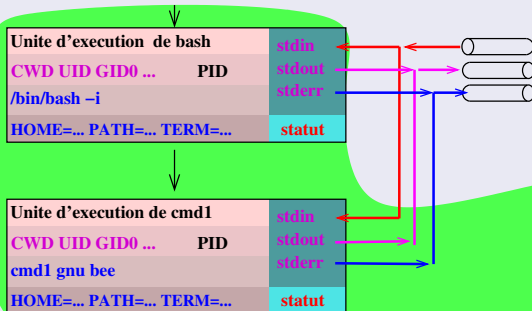 Unite d'execution de bash
stdin
CWD UID GID0 ... PID
stdout
/bin/bash −i
stderr
HOME=... PATH=... TERM=...
statut
Unite d'execution de cmd1
stdin
CWD UID GID0 ... PID
stdout
cmd1 gnu bee
stderr
HOME=... PATH=... TERM=...
statut